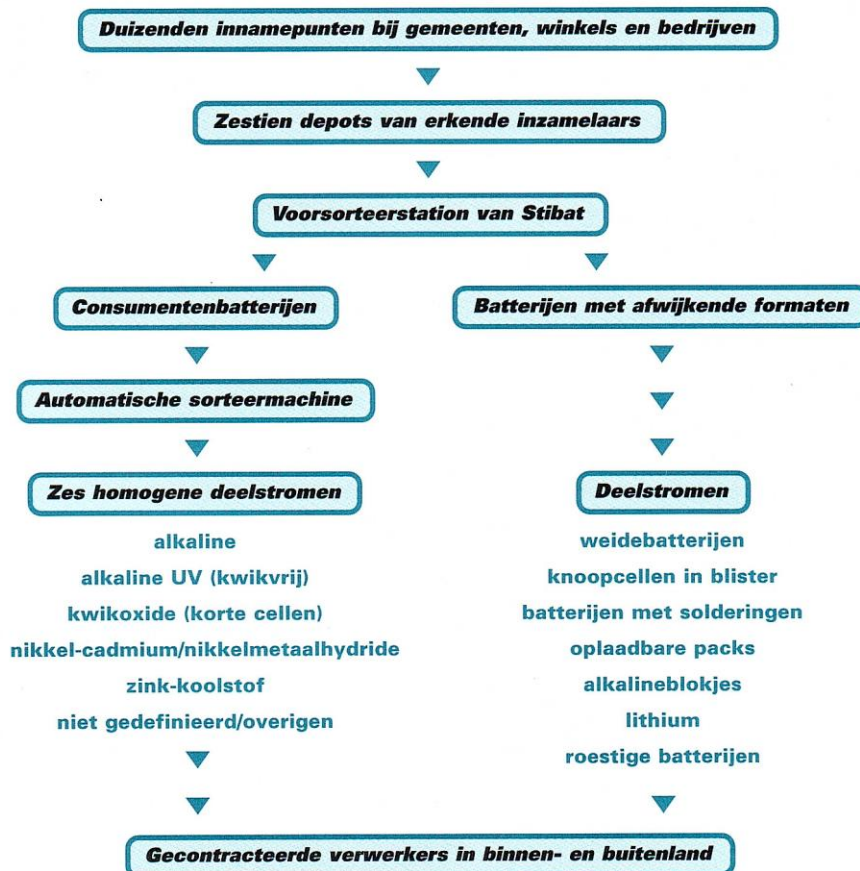 Duizenden innamepunten bij gemeenten, winkels en bedrijven
Zestien depots van erkende inzamelaars
Voorsorteerstation van Stibat
Consumentenbatterijen
Batterijen met afwijkende formaten
Automatische sorteermachine
Zes homogene deelstromen
alkaline
alkaline UV (kwikvrij)
kwikoxide (korte cellen)
nikkel-cadmium/nikkelmetaalhydride
zink-koolstof
niet gedefinieerd/overigen
Deelstromen
weidebatterijen
knoopcellen in blister
batterijen met solderingen
oplaadbare packs
alkalineblokjes
lithium
roestige batterijen
Gecontracteerde verwerkers in binnen- en buitenland